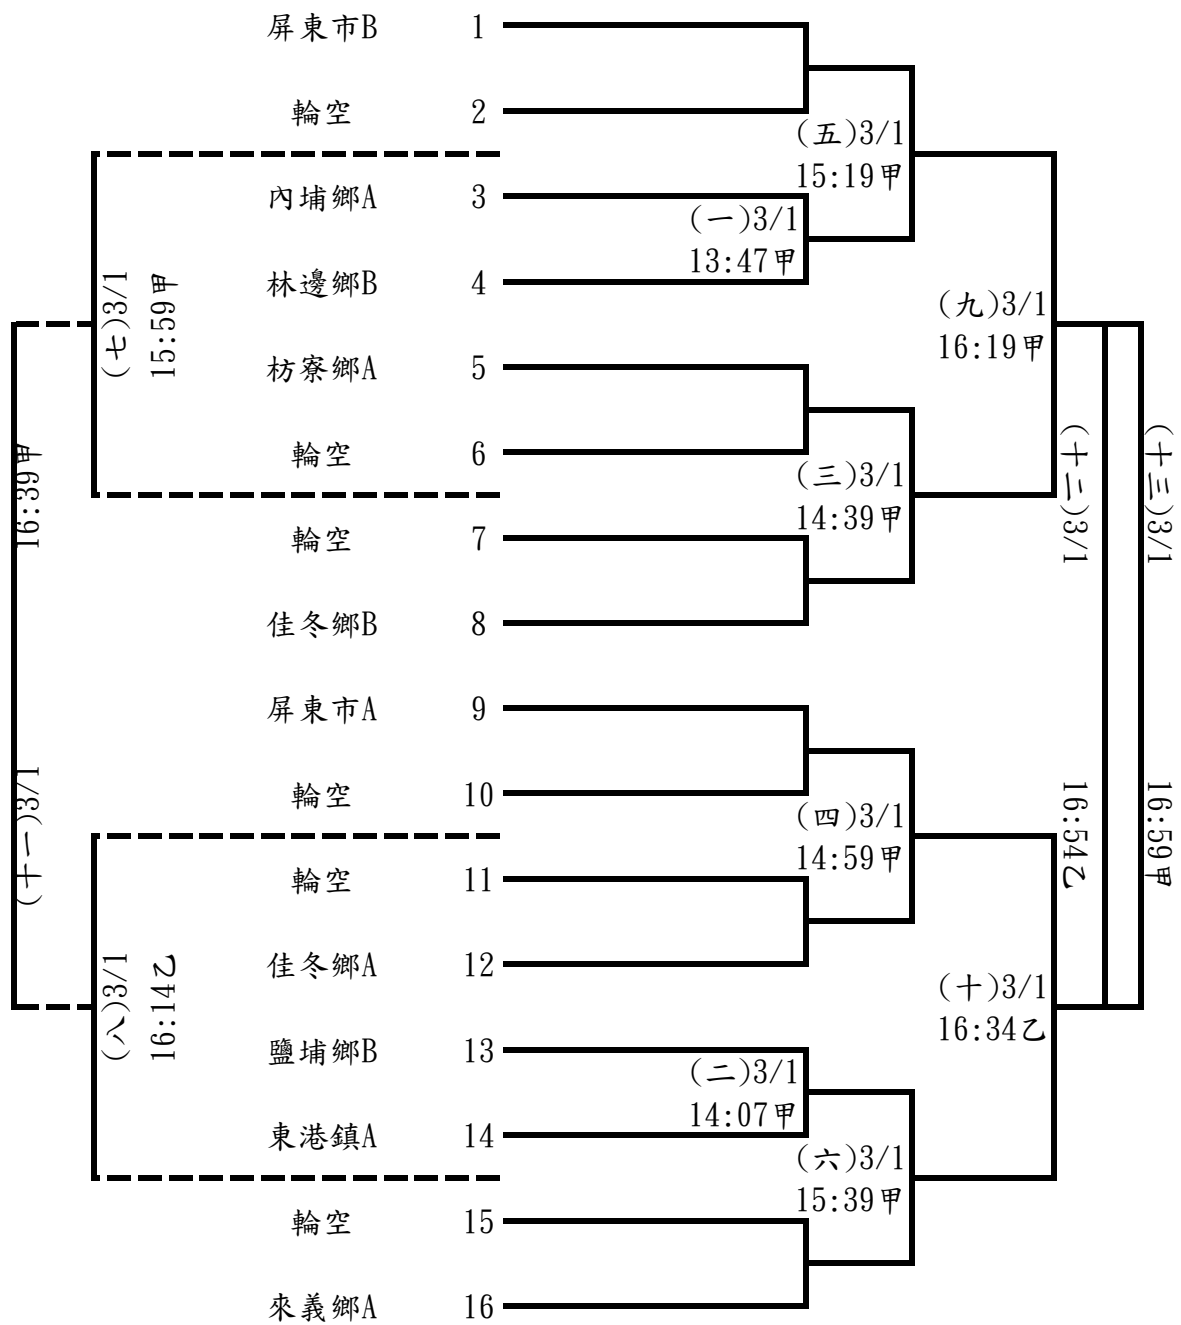 屏東市B 1
輪空 2
(五)3/1
15:19甲
內埔鄉A 3
(一)3/1
13:47甲
林邊鄉B 4
(七)3/1
15:59甲
(九)3/1
16:19甲
枋寮鄉A 5
輪空 6
(三)3/1
14:39甲
輪空 7
佳冬鄉B 8
16:39甲
(十一)3/1
(十二)3/1
16:54乙
(十三)3/1
16:59甲
屏東市A 9
輪空 10
(四)3/1
14:59甲
輪空 11
佳冬鄉A 12
(八)3/1
16:14乙
(十)3/1
16:34乙
鹽埔鄉B 13
(二)3/1
14:07甲
東港鎮A 14
(六)3/1
15:39甲
輪空 15
來義鄉A 16